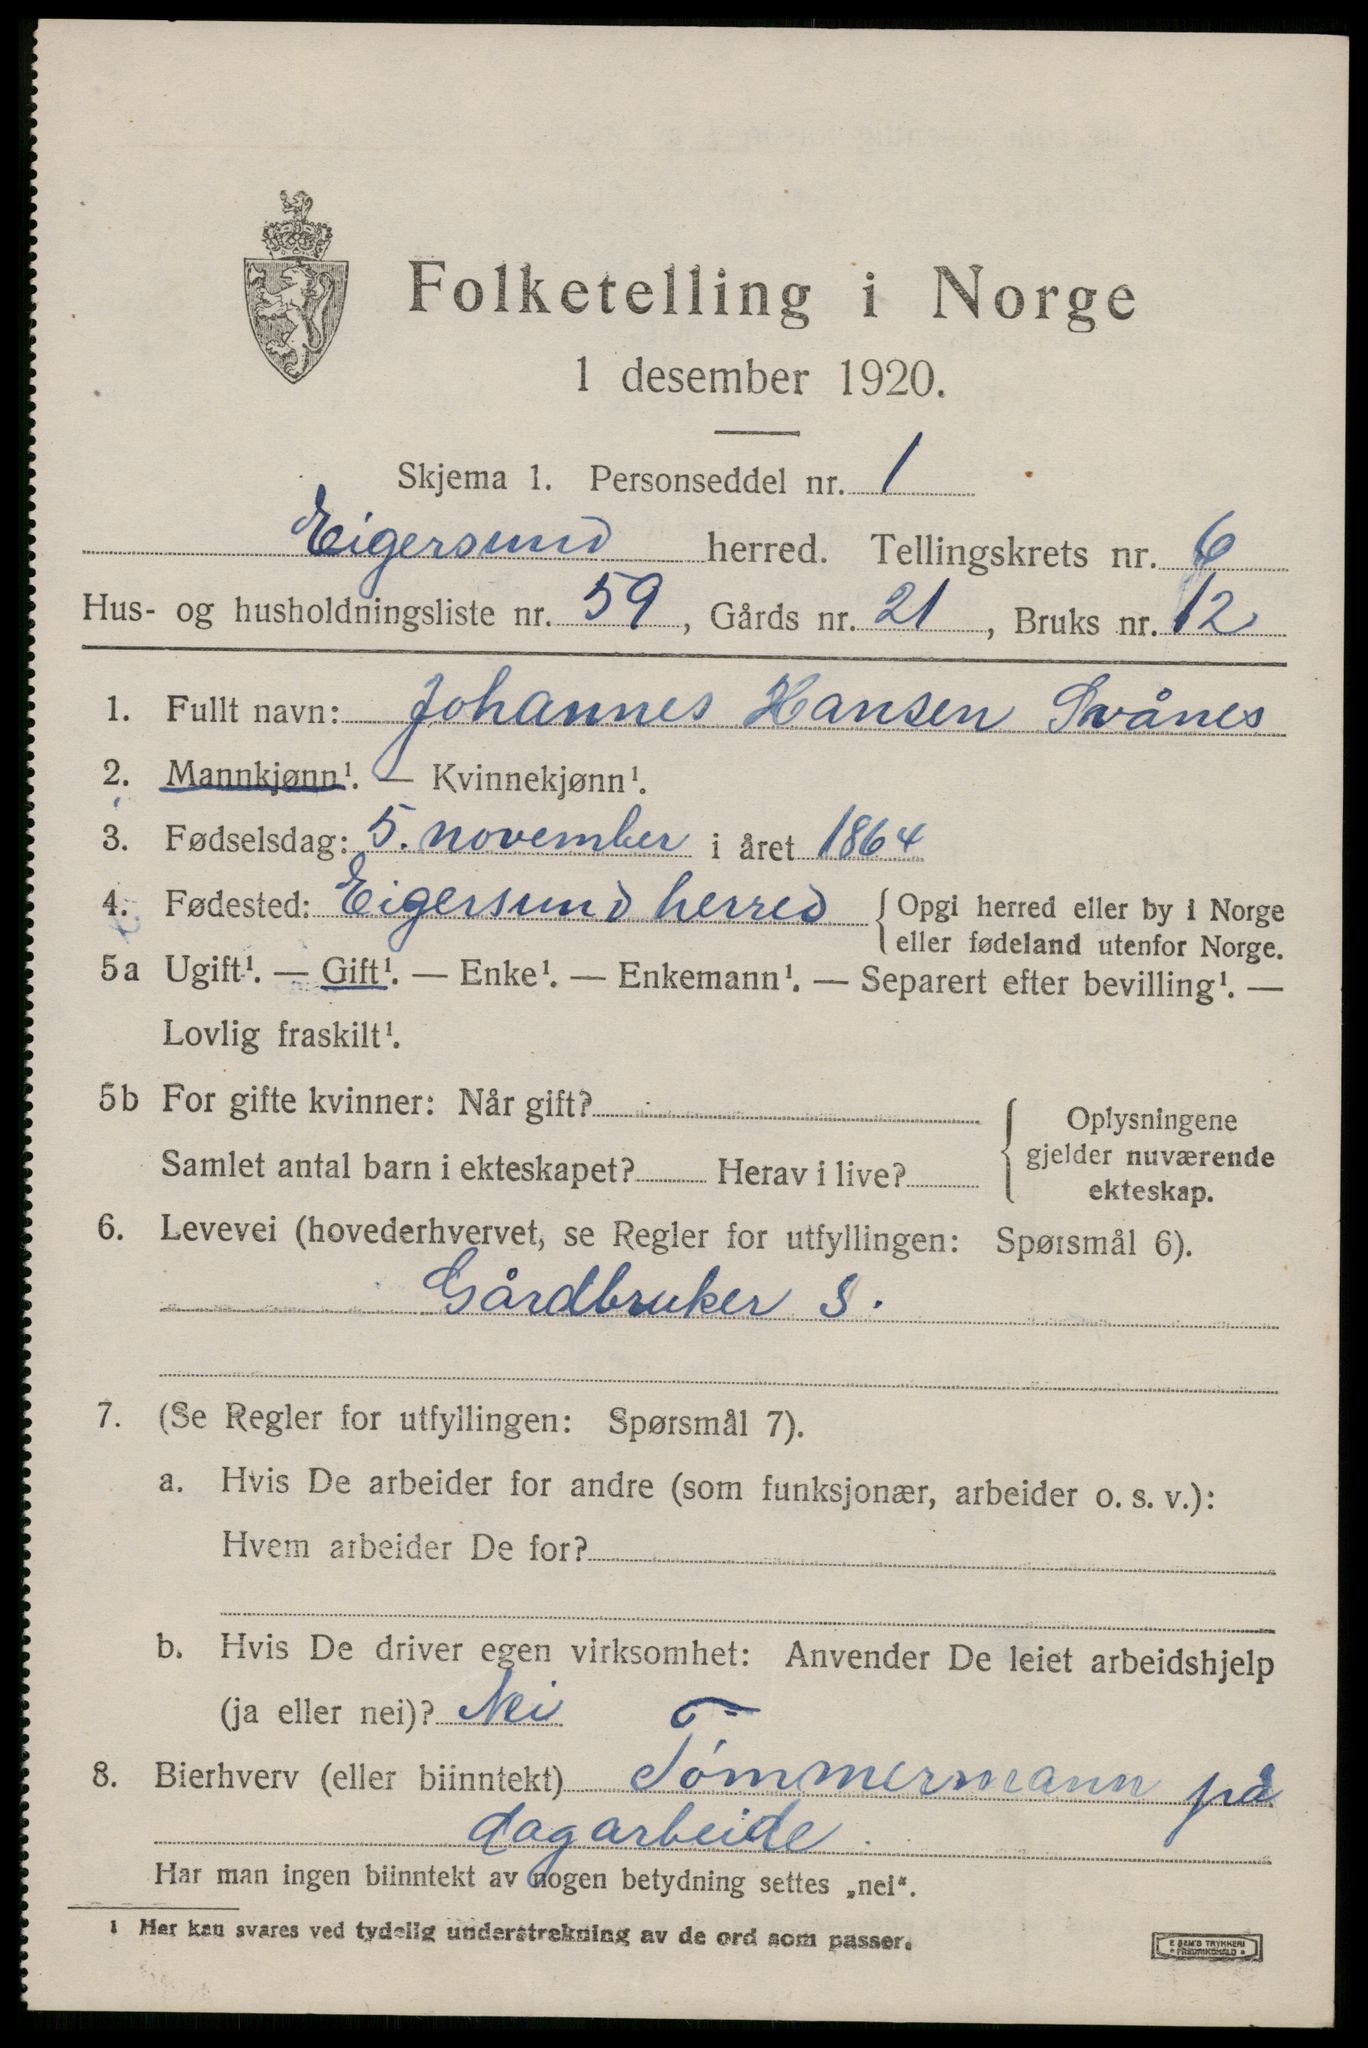 Folketelling i Norge
1 desember 1920.
Skjema 1. Personseddel nr. 1
Eigersund herred. Tellingskrets nr. 6
Hus- og husholdningsliste nr. 59, Gårds nr. 21, Bruks nr. 12
1. Fullt navn: Johannes Hansen Svånes
2. Mannkjønn¹. — Kvinnekjønn¹.
3. Fødselsdag: 5. november i året 1864
4. Fødested: Eigersund herred { Opgi herred eller by i Norge
eller fødeland utenfor Norge.
5a Ugift¹. — Gift¹. — Enke¹. — Enkemann¹. — Separert efter bevilling¹. —
Lovlig fraskilt¹.
5b For gifte kvinner: Når gift?
Samlet antal barn i ekteskapet? Herav i live?
Oplysningene
gjelder nuværende
ekteskap.
6. Levevei (hovederhvervet, se Regler for utfyllingen: Spørsmål 6).
Gårdbruker S.
7. (Se Regler for utfyllingen: Spørsmål 7).
a. Hvis De arbeider for andre (som funksjonær, arbeider o. s. v.):
Hvem arbeider De for?
b. Hvis De driver egen virksomhet: Anvender De leiet arbeidshjelp
(ja eller nei)? Nei
8. Bierhverv (eller biinntekt) Tømmermann på
dagarbeide.
Har man ingen biinntekt av nogen betydning settes „nei“.
¹ Her kan svares ved tydelig understrekning av de ord som passer.
E SEM'S TRYKKERI
FREDRIKSHALD